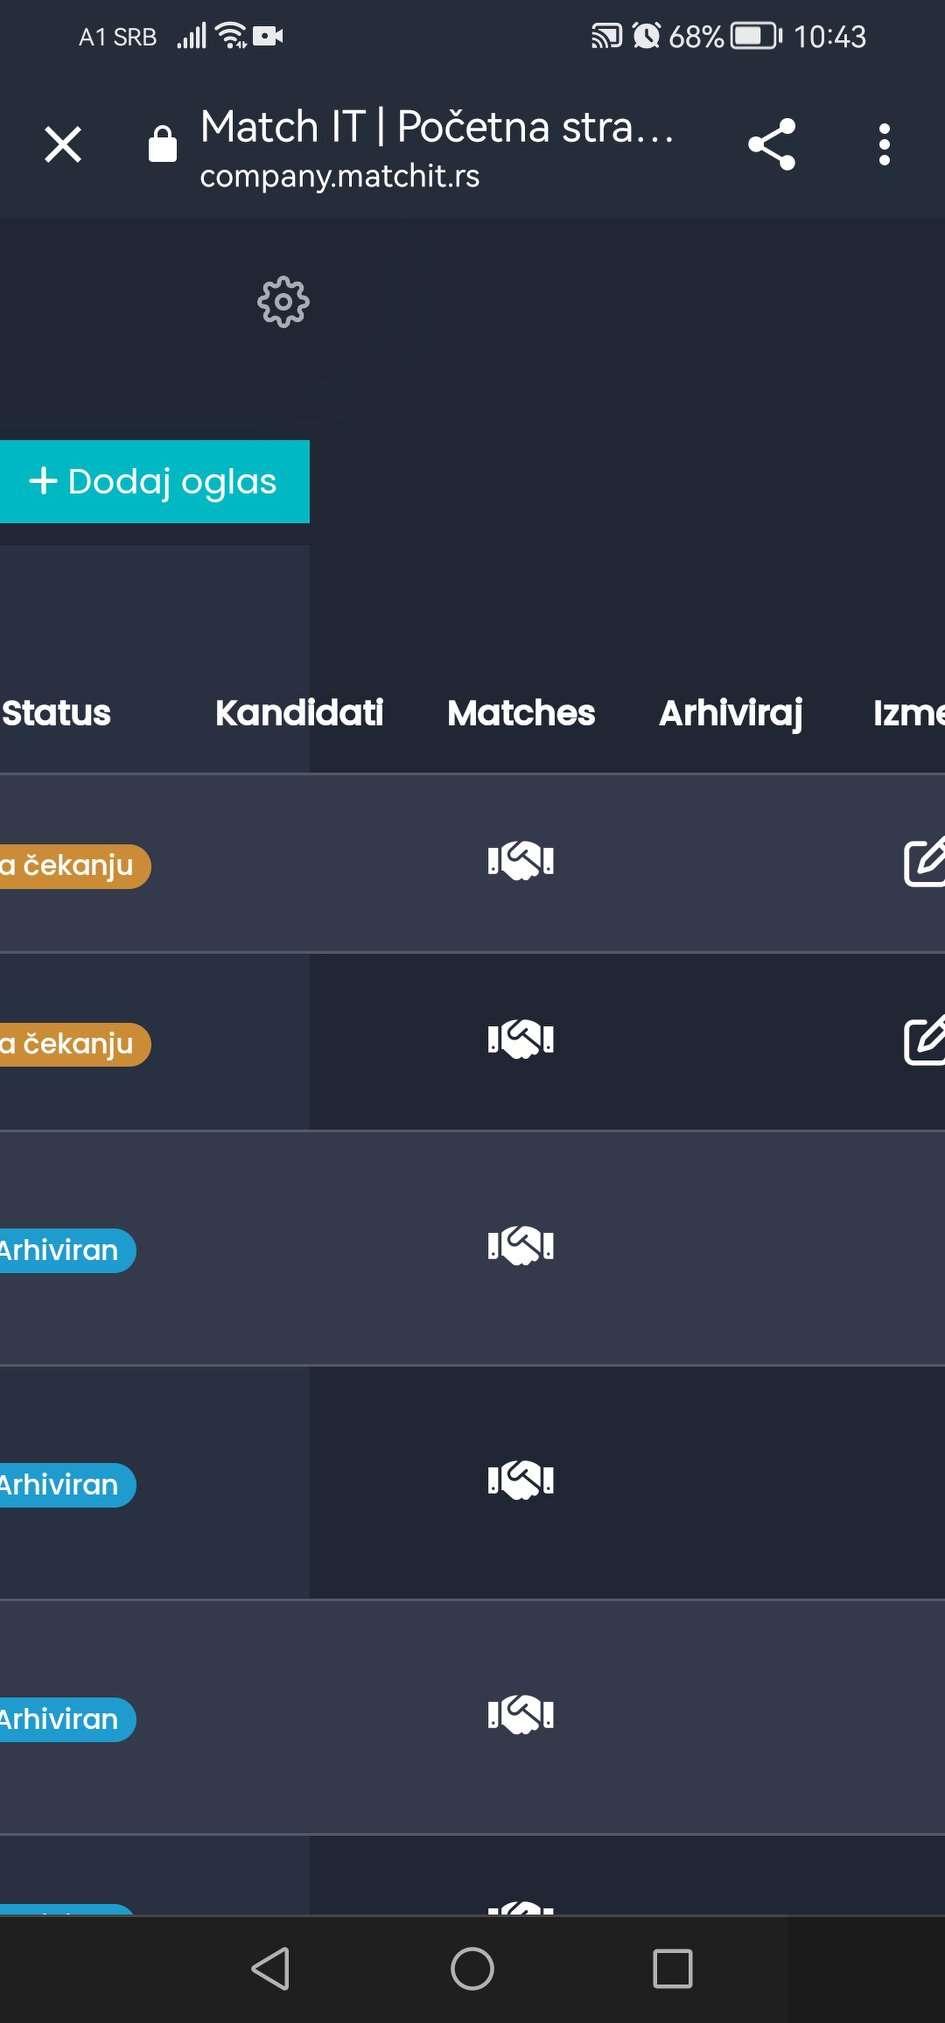 A1 SRB 68% 10:43
Match IT | Početna stra...
company.matchit.rs
+ Dodaj oglas
Status Kandidati Matches Arhiviraj Izme
a čekanju
a čekanju
Arhiviran
Arhiviran
Arhiviran